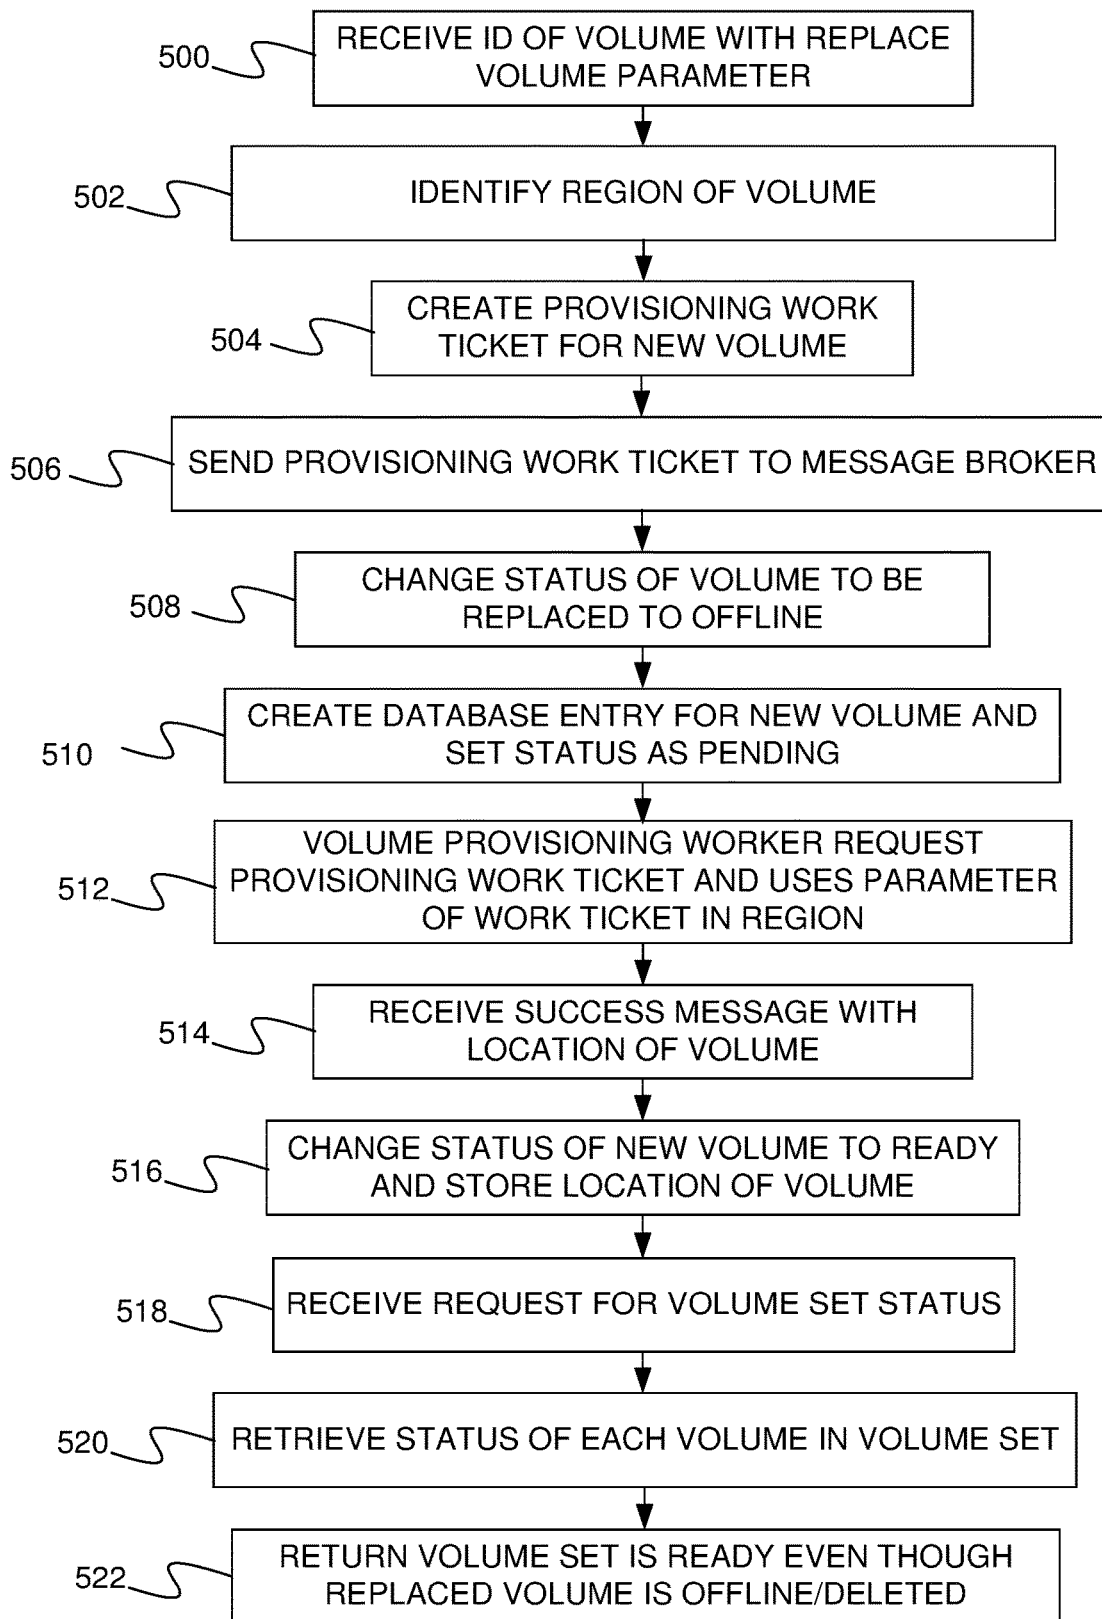 500
RECEIVE ID OF VOLUME WITH REPLACE
VOLUME PARAMETER
502
IDENTIFY REGION OF VOLUME
504
CREATE PROVISIONING WORK
TICKET FOR NEW VOLUME
506
SEND PROVISIONING WORK TICKET TO MESSAGE BROKER
508
CHANGE STATUS OF VOLUME TO BE
REPLACED TO OFFLINE
510
CREATE DATABASE ENTRY FOR NEW VOLUME AND
SET STATUS AS PENDING
512
VOLUME PROVISIONING WORKER REQUEST
PROVISIONING WORK TICKET AND USES PARAMETER
OF WORK TICKET IN REGION
514
RECEIVE SUCCESS MESSAGE WITH
LOCATION OF VOLUME
516
CHANGE STATUS OF NEW VOLUME TO READY
AND STORE LOCATION OF VOLUME
518
RECEIVE REQUEST FOR VOLUME SET STATUS
520
RETRIEVE STATUS OF EACH VOLUME IN VOLUME SET
522
RETURN VOLUME SET IS READY EVEN THOUGH
REPLACED VOLUME IS OFFLINE/DELETED